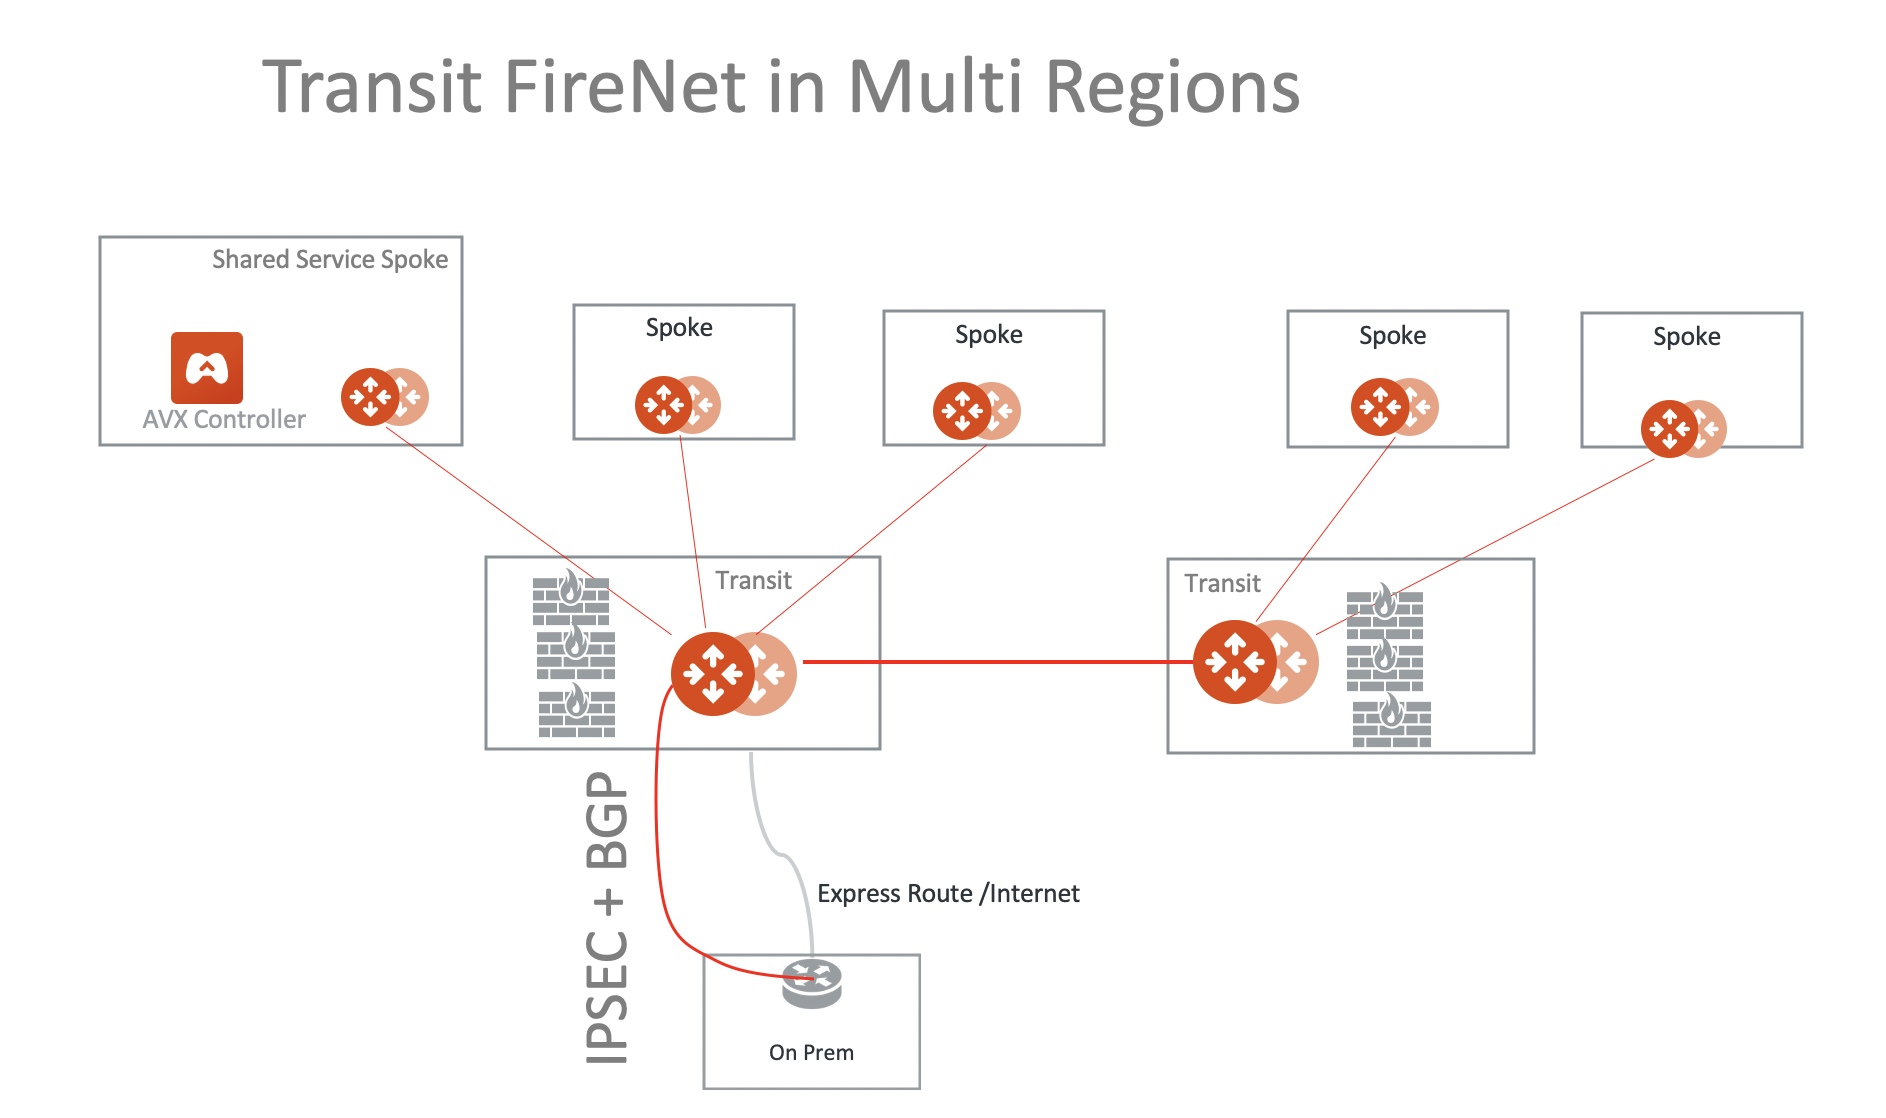 Transit FireNet in Multi Regions
Shared Service Spoke
AVX Controller
Spoke
Spoke
Spoke
Spoke
Transit
Transit
IPSEC + BGP
Express Route /Internet
On Prem